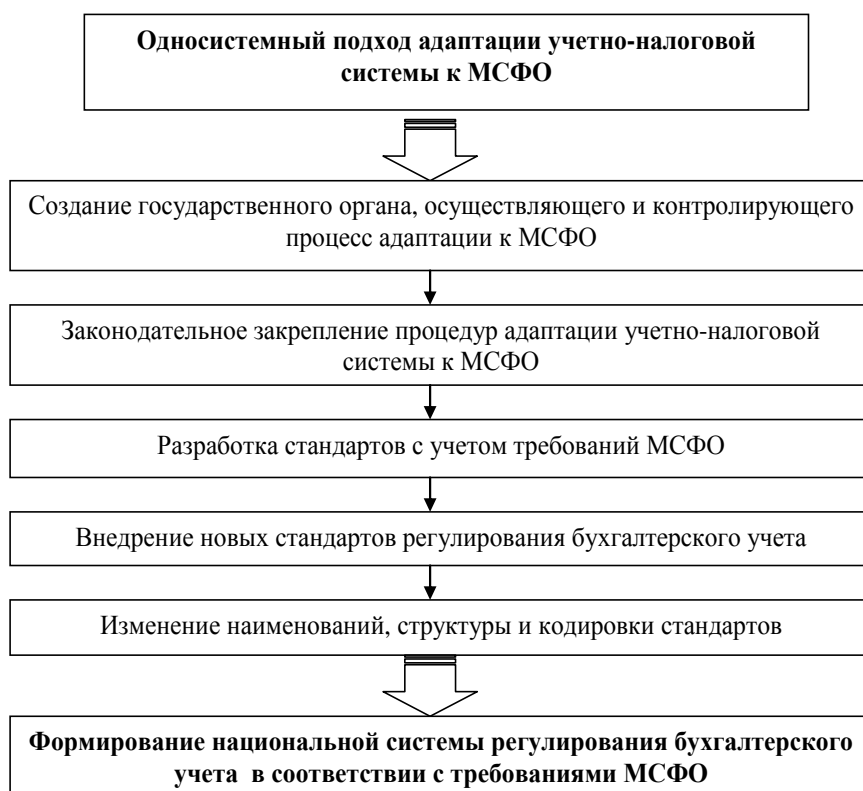 Односистемный подход адаптации учетно-налоговой
системы к МСФО
Создание государственного органа, осуществляющего и контролирующего
процесс адаптации к МСФО
Законодательное закрепление процедур адаптации учетно-налоговой
системы к МСФО
Разработка стандартов с учетом требований МСФО
Внедрение новых стандартов регулирования бухгалтерского учета
Изменение наименований, структуры и кодировки стандартов
Формирование национальной системы регулирования бухгалтерского
учета в соответствии с требованиями МСФО